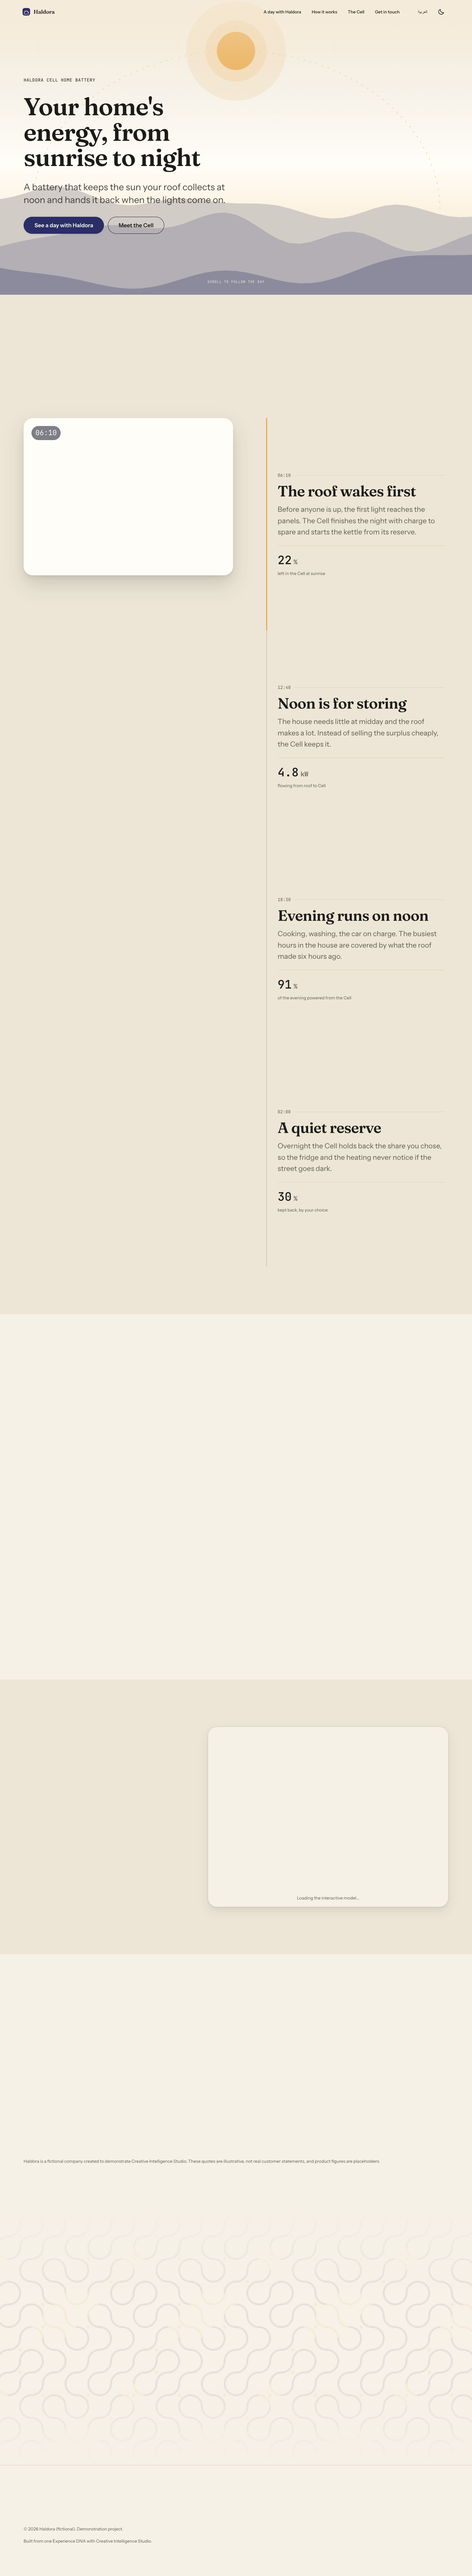 Haldora
A day with Haldora
How it works
The Cell
Get in touch
العربية
HALDORA CELL HOME BATTERY
Your home's
energy, from
sunrise to night
A battery that keeps the sun your roof collects at
noon and hands it back when the lights come on.
See a day with Haldora
Meet the Cell
SCROLL TO FOLLOW THE DAY
06:10
06:10
The roof wakes first
Before anyone is up, the first light reaches the
panels. The Cell finishes the night with charge to
spare and starts the kettle from its reserve.
22 %
left in the Cell at sunrise
12:40
Noon is for storing
The house needs little at midday and the roof
makes a lot. Instead of selling the surplus cheaply,
the Cell keeps it.
4.8 kW
flowing from roof to Cell
18:30
Evening runs on noon
Cooking, washing, the car on charge. The busiest
hours in the house are covered by what the roof
made six hours ago.
91 %
of the evening powered from the Cell
02:00
A quiet reserve
Overnight the Cell holds back the share you chose,
so the fridge and the heating never notice if the
street goes dark.
30 %
kept back, by your choice
Loading the interactive model…
Haldora is a fictional company created to demonstrate Creative Intelligence Studio. These quotes are illustrative, not real customer statements, and product figures are placeholders.
© 2026 Haldora (fictional). Demonstration project.
Built from one Experience DNA with Creative Intelligence Studio.